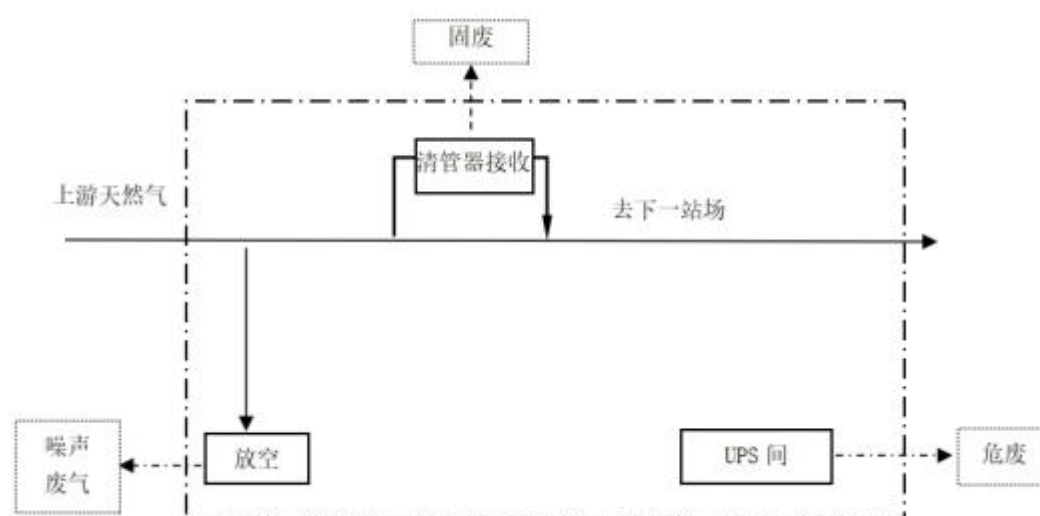 固废
清管器接收
上游天然气
去下一站场
噪声
废气
放空
UPS 间
危废